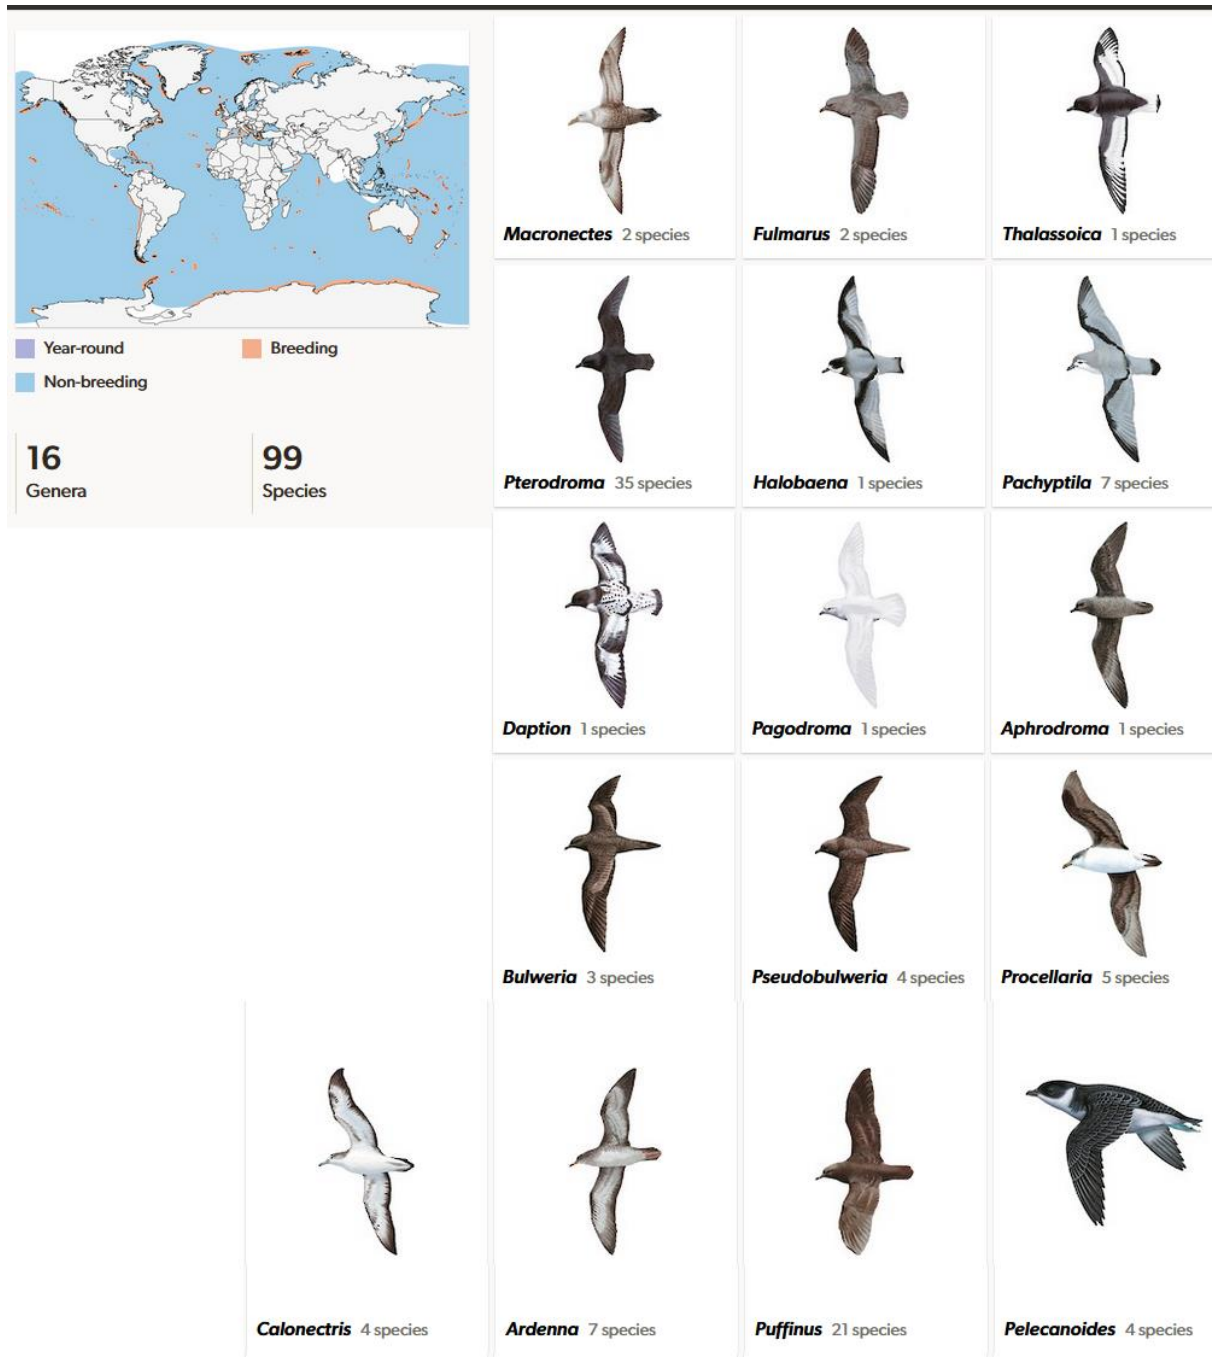 Macronectes 2 species
Fulmarus 2 species
Thalassoica 1 species
Year-round
Breeding
Non-breeding
16
Genera
99
Species
Pterodroma 35 species
Halobaena 1 species
Pachyptila 7 species
Daption 1 species
Pagodroma 1 species
Aphrodroma 1 species
Bulweria 3 species
Pseudobulweria 4 species
Procellaria 5 species
Calonectris 4 species
Ardenna 7 species
Puffinus 21 species
Pelecanoides 4 species